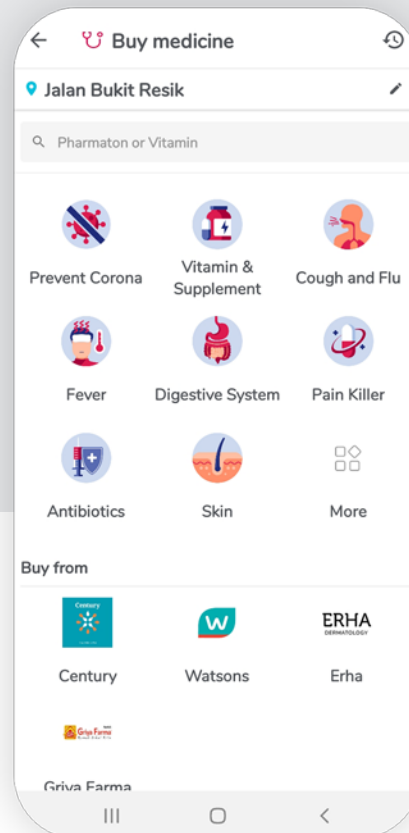 Buy medicine
Jalan Bukit Resik
Pharmaton or Vitamin
Prevent Corona
Vitamin &
Supplement
Cough and Flu
Fever
Digestive System
Pain Killer
Antibiotics
Skin
More
Buy from
Century
W
ERHA
DERMATOLOGY
Century
Watsons
Erha
Griya Farma
Griya Farma